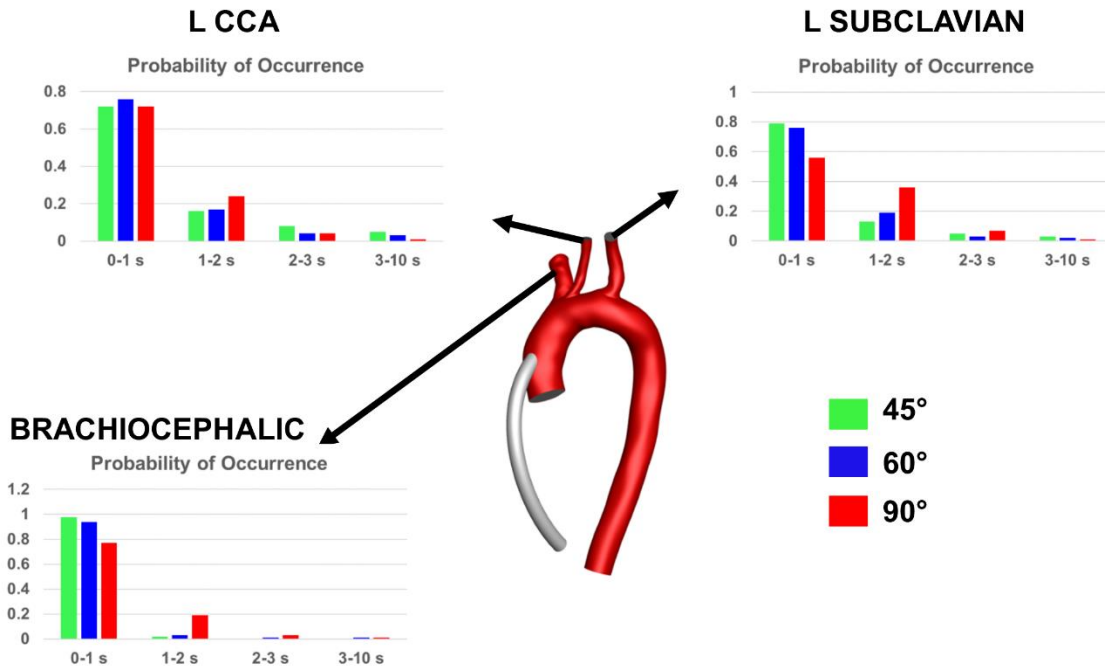 L CCA
Probability of Occurrence
0.8
0.6
0.4
0.2
0
0-1 s 1-2 s 2-3 s 3-10 s
L SUBCLAVIAN
Probability of Occurrence
1
0.8
0.6
0.4
0.2
0
0-1 s 1-2 s 2-3 s 3-10 s
BRACHIOCEPHALIC
Probability of Occurrence
1.2
1
0.8
0.6
0.4
0.2
0
0-1 s 1-2 s 2-3 s 3-10 s
45°
60°
90°